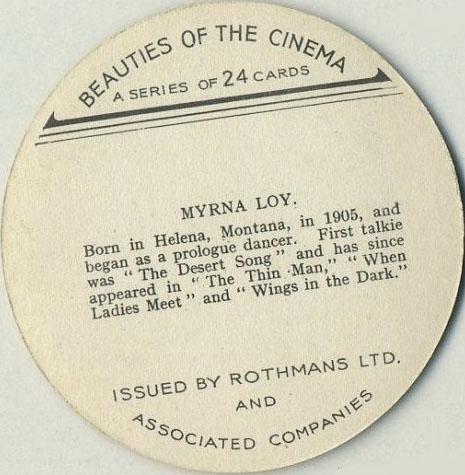 BEAUTIES OF THE CINEMA
A SERIES OF 24 CARDS
MYRNA LOY.
Born in Helena, Montana, in 1905, and
began as a prologue dancer. First talkie
was "The Desert Song" and has since
appeared in "The Thin Man," "When
Ladies Meet" and "Wings in the Dark."
ISSUED BY ROTHMANS LTD.
AND
ASSOCIATED COMPANIES